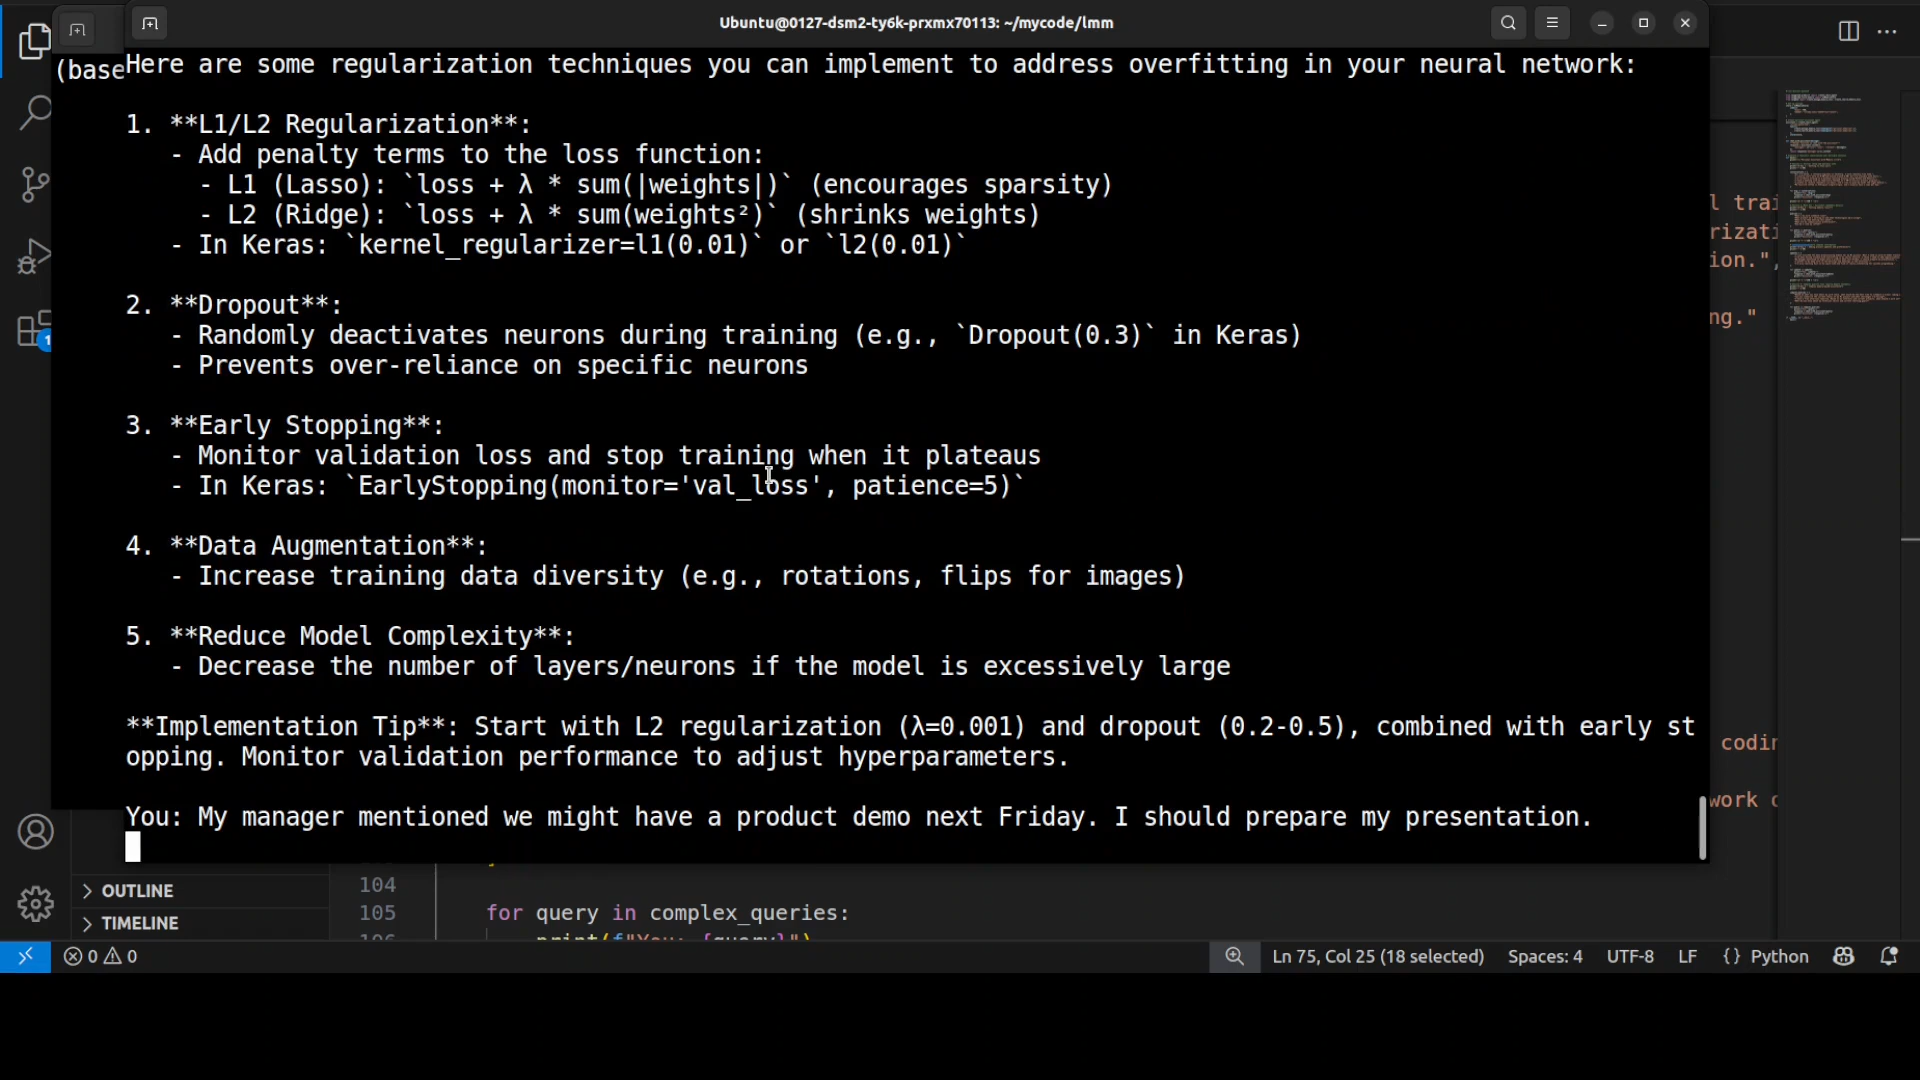 Ubuntu@0127-dsm2-ty6k-prxmx70113: ~/mycode/lmm
(base
Here are some regularization techniques you can implement to address overfitting in your neural network:
1. **L1/L2 Regularization**:
- Add penalty terms to the loss function:
- L1 (Lasso): `loss + λ * sum(|weights|)` (encourages sparsity)
- L2 (Ridge): `loss + λ * sum(weights²)` (shrinks weights)
- In Keras: `kernel_regularizer=l1(0.01)` or `l2(0.01)`
2. **Dropout**:
- Randomly deactivates neurons during training (e.g., `Dropout(0.3)` in Keras)
- Prevents over-reliance on specific neurons
3. **Early Stopping**:
- Monitor validation loss and stop training when it plateaus
- In Keras: `EarlyStopping(monitor='val_loss', patience=5)`
4. **Data Augmentation**:
- Increase training data diversity (e.g., rotations, flips for images)
5. **Reduce Model Complexity**:
- Decrease the number of layers/neurons if the model is excessively large
**Implementation Tip**: Start with L2 regularization (λ=0.001) and dropout (0.2-0.5), combined with early st
opping. Monitor validation performance to adjust hyperparameters.
You: My manager mentioned we might have a product demo next Friday. I should prepare my presentation.
l trai
rizati
ion.",
ng."
codin
work c
1
OUTLINE
TIMELINE
104
105 for query in complex_queries:
print(f"You: {query}")
0 0
Ln 75, Col 25 (18 selected) Spaces: 4 UTF-8 LF {} Python